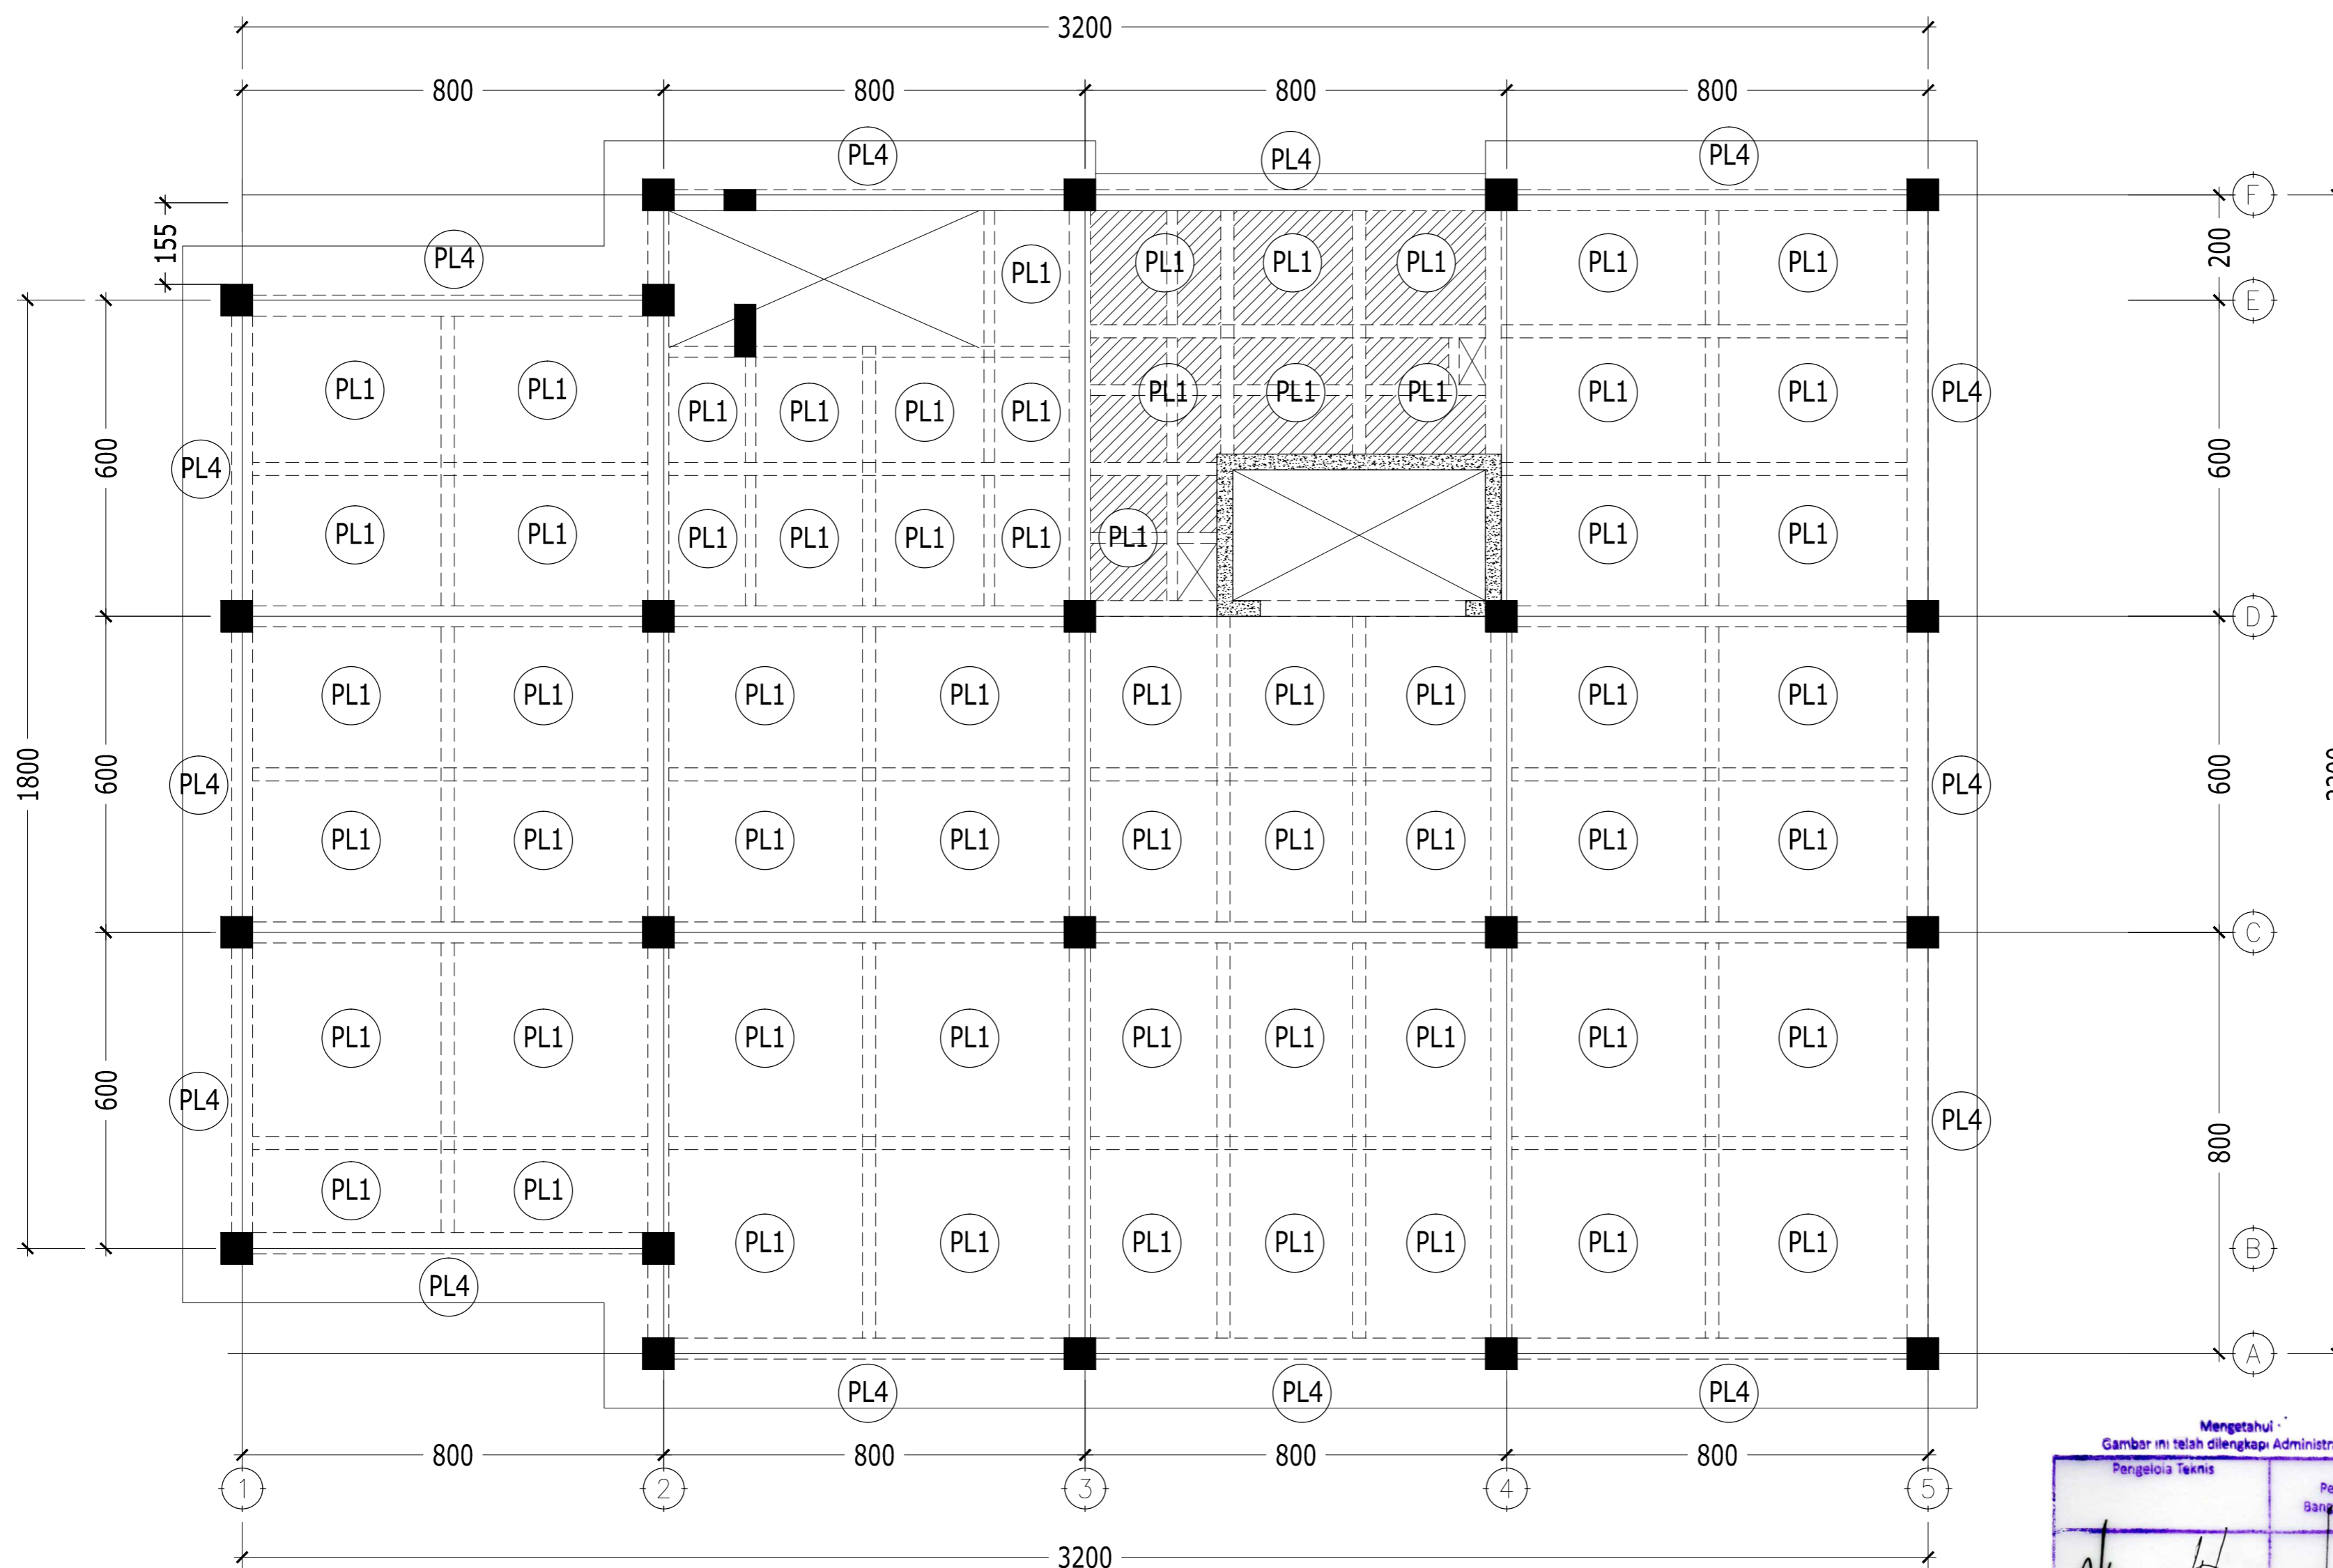 3200
800 800 800 800
PL4 PL4 PL4
F
155
200
PL4
E
PL1 PL1 PL1 PL1 PL1 PL1
PL1 PL1 PL1 PL1 PL1 PL1 PL1 PL4
PL1 PL1 PL1 PL1
600 PL4 600
PL1 PL1 PL1 PL1 PL1
PL1 PL1 PL1 PL1
D
PL1 PL1 PL1 PL1 PL1 PL1 PL1 PL1 PL1
1800 600 PL4 PL4 600
PL1 PL1 PL1 PL1 PL1 PL1 PL1 PL1 PL1
C
PL1 PL1 PL1 PL1 PL1 PL1 PL1 PL1 PL1
600 PL4 PL4 800
PL1 PL1
PL1 PL1 PL1 PL1 PL1 PL1 PL1 B
PL4
A
PL4 PL4 PL4
Mengetahui
Gambar ini telah dilengkapi
Pengelola Teknis
800 800 800 800
1 2 3 4 5
3200